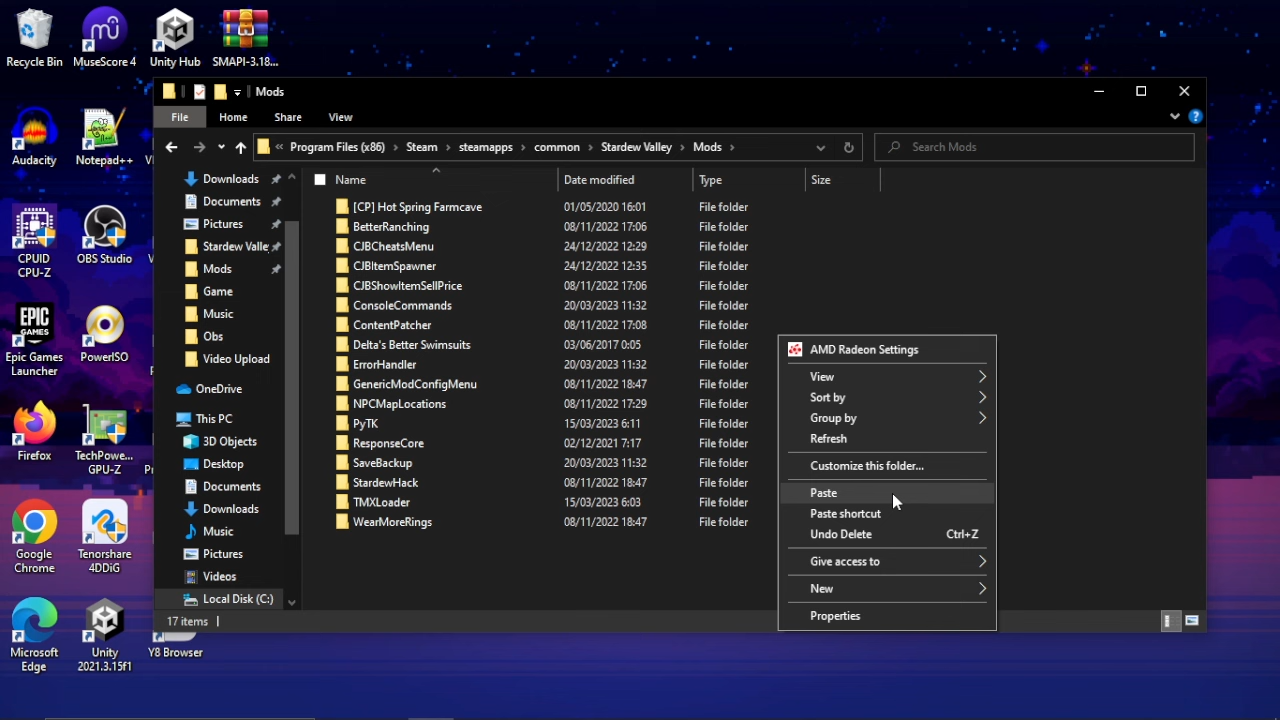 Recycle Bin
MuseScore 4
Unity Hub
SMAPI-3.18...
Audacity
Notepad++
CPUID
CPU-Z
OBS Studio
Epic Games
Launcher
PowerISO
Firefox
TechPowe...
GPU-Z
Google
Chrome
Tenorshare
4DDiG
Microsoft
Edge
Unity
2021.3.15f1
Y8 Browser
Mods
File Home Share View
« Program Files (x86) › Steam › steamapps › common › Stardew Valley › Mods ›
Search Mods
Downloads
Documents
Pictures
Stardew Valle
Mods
Game
Music
Obs
Video Upload
OneDrive
This PC
3D Objects
Desktop
Documents
Downloads
Music
Pictures
Videos
Local Disk (C:)
Name Date modified Type Size
[CP] Hot Spring Farmcave 01/05/2020 16:01 File folder
BetterRanching 08/11/2022 17:06 File folder
CJBCheatsMenu 24/12/2022 12:29 File folder
CJBItemSpawner 24/12/2022 12:35 File folder
CJBShowItemSellPrice 08/11/2022 17:06 File folder
ConsoleCommands 20/03/2023 11:32 File folder
ContentPatcher 08/11/2022 17:08 File folder
Delta's Better Swimsuits 03/06/2017 0:05 File folder
ErrorHandler 20/03/2023 11:32 File folder
GenericModConfigMenu 08/11/2022 18:47 File folder
NPCMapLocations 08/11/2022 17:29 File folder
PyTK 15/03/2023 6:11 File folder
ResponseCore 02/12/2021 7:17 File folder
SaveBackup 20/03/2023 11:32 File folder
StardewHack 08/11/2022 18:47 File folder
TMXLoader 15/03/2023 6:03 File folder
WearMoreRings 08/11/2022 18:47 File folder
AMD Radeon Settings
View
Sort by
Group by
Refresh
Customize this folder...
Paste
Paste shortcut
Undo Delete Ctrl+Z
Give access to
New
Properties
17 items